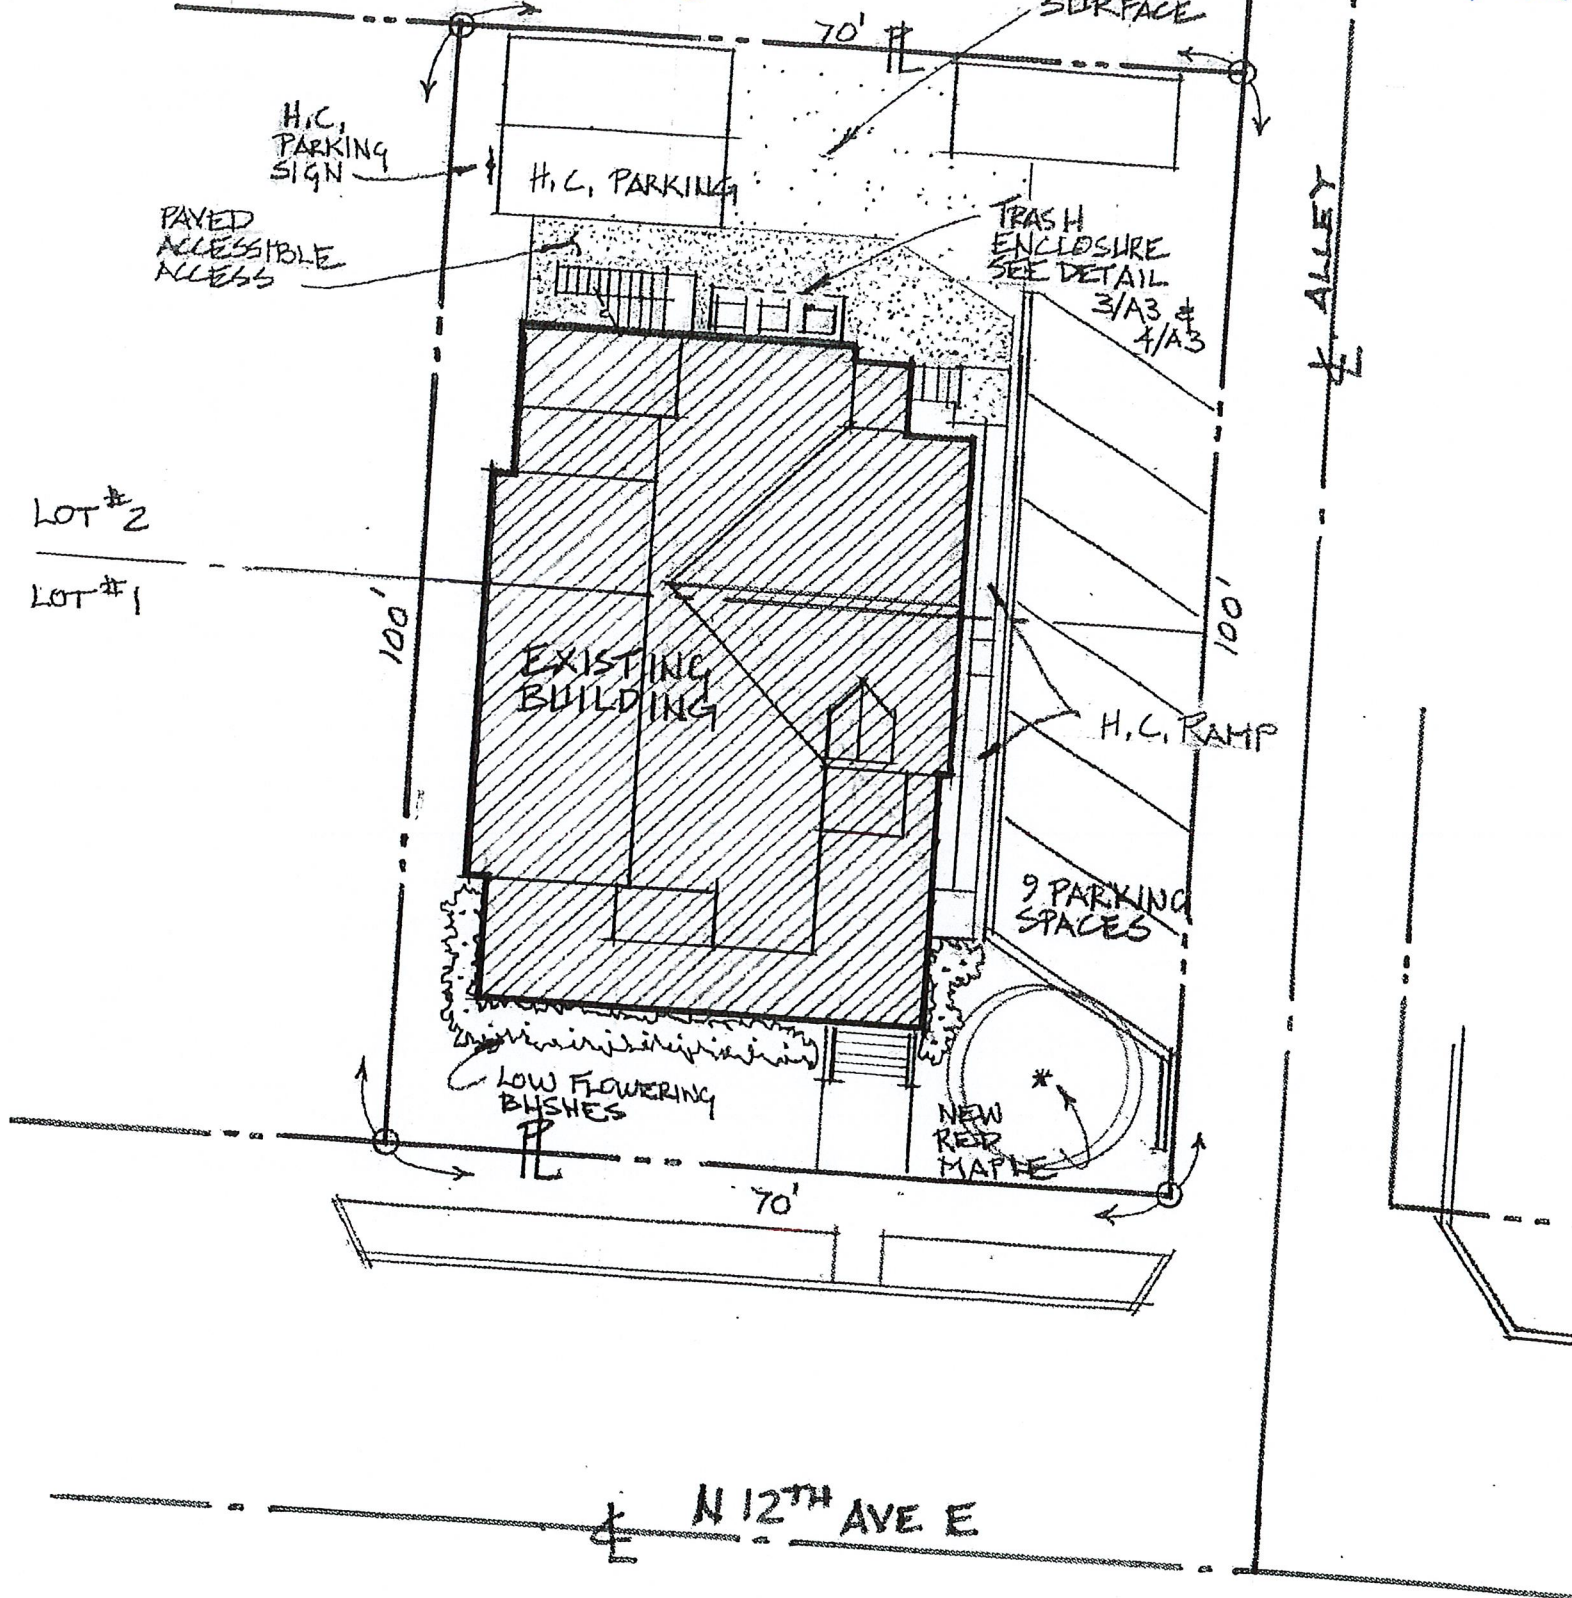 SURFACE
70'
PL
H.C.
PARKING
SIGN
H.C. PARKING
PAVED
ACCESSIBLE
ACCESS
TRASH
ENCLOSURE
SEE DETAIL
3/A3 &
4/A3
ALLEY
CL
LOT #2
LOT #1
100'
100'
EXISTING
BUILDING
H.C. RAMP
9 PARKING
SPACES
LOW FLOWERING
BUSHES
PL
NEW
RED
MAPLE
70'
N 12TH AVE E
CL